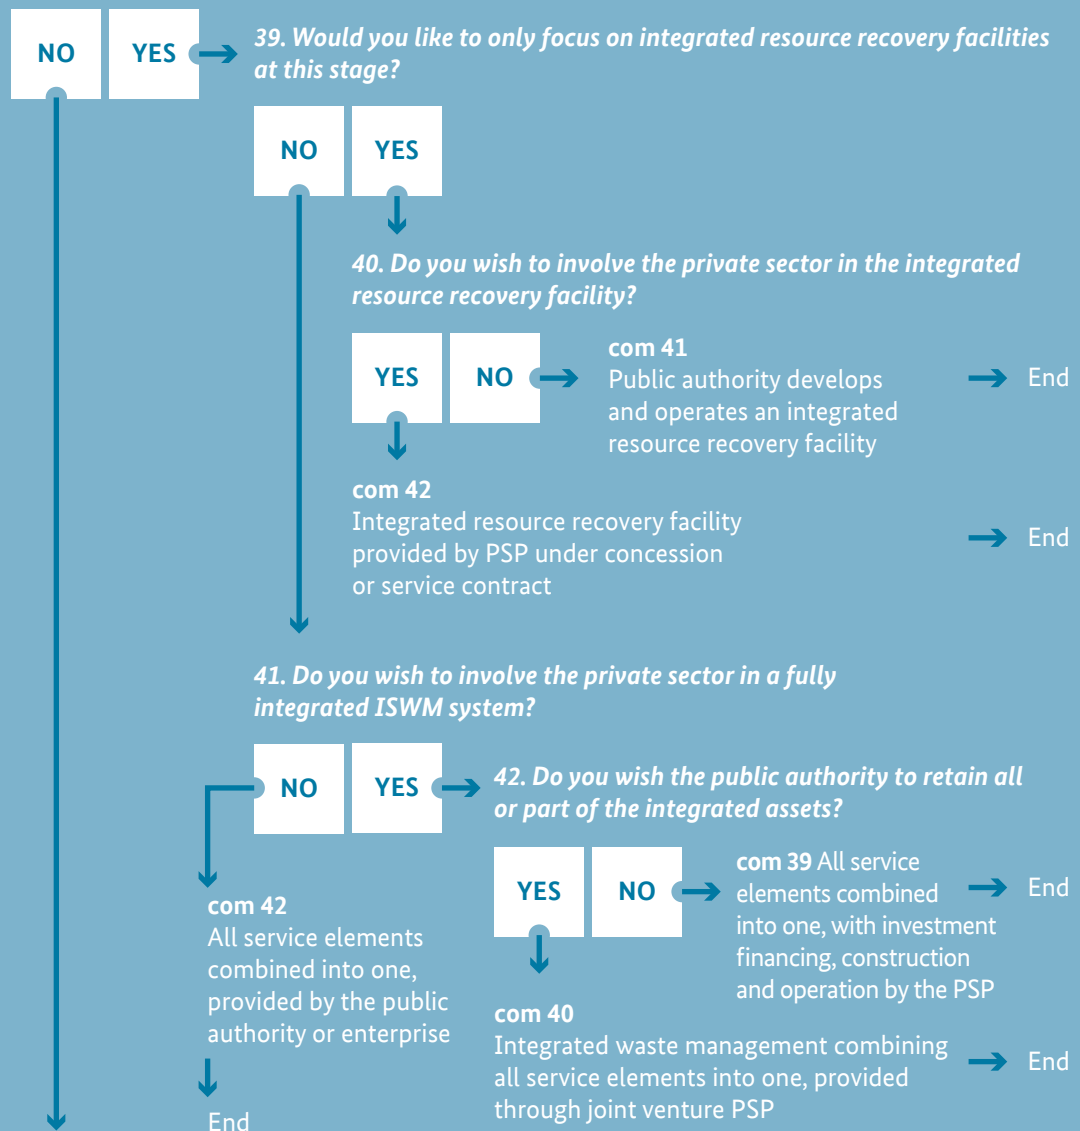 NO YES
39. Would you like to only focus on integrated resource recovery facilities
at this stage?
NO YES
40. Do you wish to involve the private sector in the integrated
resource recovery facility?
YES NO
com 41
Public authority develops
and operates an integrated
resource recovery facility
End
com 42
Integrated resource recovery facility
provided by PSP under concession
or service contract
End
41. Do you wish to involve the private sector in a fully
integrated ISWM system?
NO YES
42. Do you wish the public authority to retain all
or part of the integrated assets?
YES NO
com 39 All service
elements combined
into one, with investment
financing, construction
and operation by the PSP
End
com 42
All service elements
combined into one,
provided by the public
authority or enterprise
End
com 40
Integrated waste management combining
all service elements into one, provided
through joint venture PSP
End